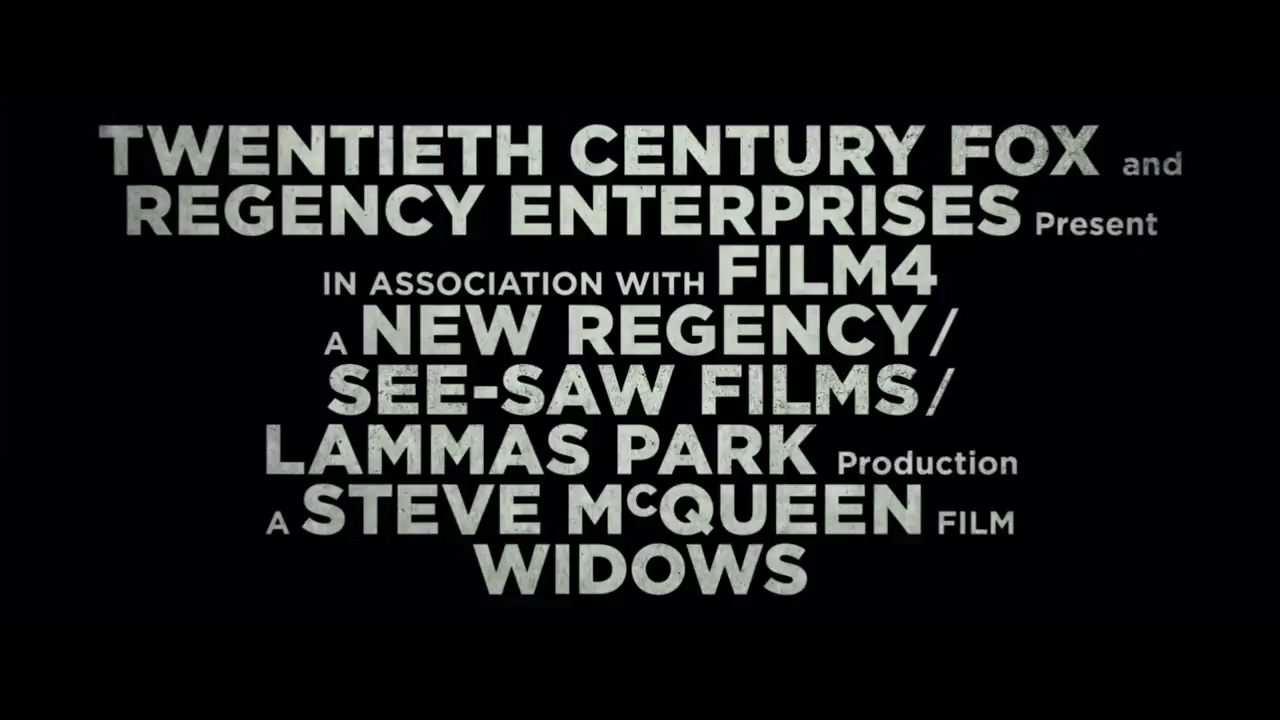 TWENTIETH CENTURY FOX and
REGENCY ENTERPRISES Present
IN ASSOCIATION WITH FILM4
A NEW REGENCY/
SEE-SAW FILMS/
LAMMAS PARK Production
A STEVE McQUEEN FILM
WIDOWS